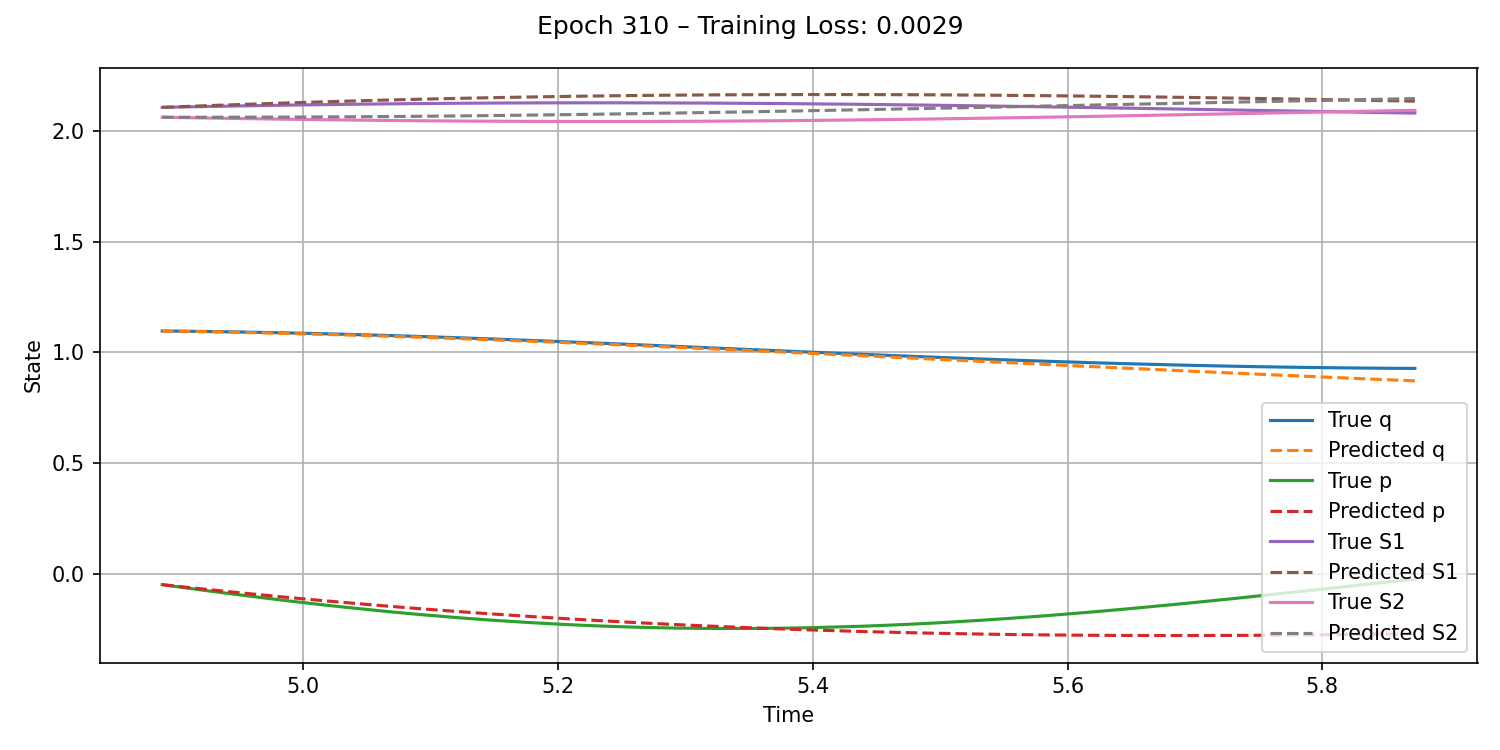 Epoch 310 – Training Loss: 0.0029
2.0
1.5
1.0
0.5
0.0
State
5.0
5.2
5.4
5.6
5.8
Time
True q
Predicted q
True p
Predicted p
True S1
Predicted S1
True S2
Predicted S2